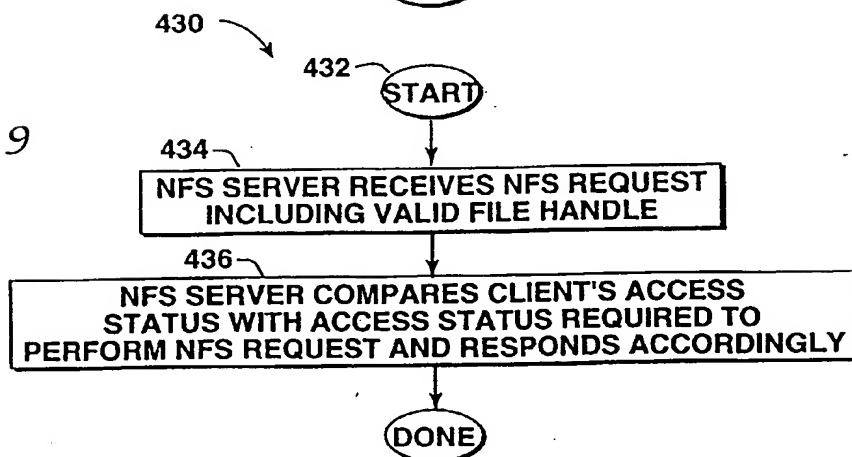 430
432
START
9
434
NFS SERVER RECEIVES NFS REQUEST
INCLUDING VALID FILE HANDLE
436
NFS SERVER COMPARES CLIENT'S ACCESS
STATUS WITH ACCESS STATUS REQUIRED TO
PERFORM NFS REQUEST AND RESPONDS ACCORDINGLY
DONE